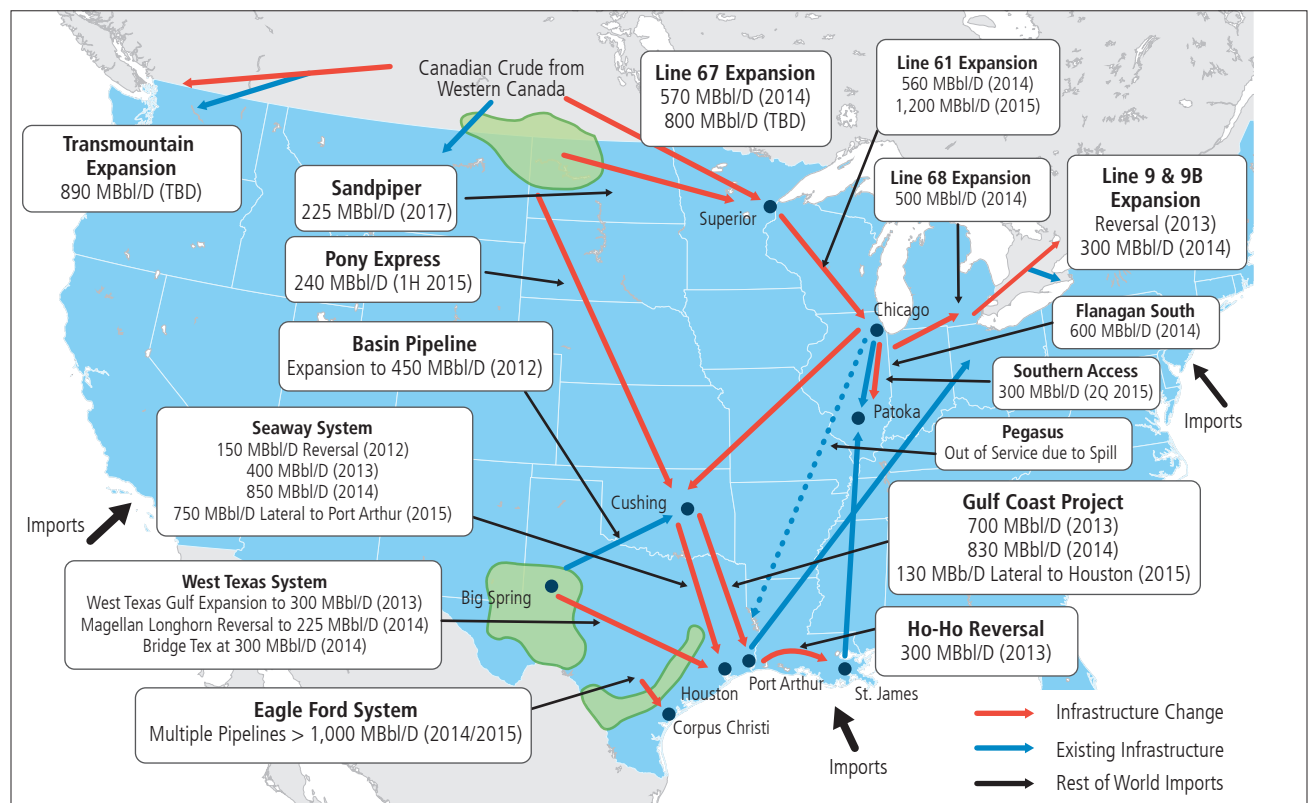 Canadian Crude from
Western Canada
Line 67 Expansion
570 MBbl/D (2014)
800 MBbl/D (TBD)
Line 61 Expansion
560 MBbl/D (2014)
1,200 MBbl/D (2015)
Transmountain
Expansion
890 MBbl/D (TBD)
Sandpiper
225 MBbl/D (2017)
Superior
Line 68 Expansion
500 MBbl/D (2014)
Line 9 & 9B
Expansion
Reversal (2013)
300 MBbl/D (2014)
Pony Express
240 MBbl/D (1H 2015)
Chicago
Flanagan South
600 MBbl/D (2014)
Basin Pipeline
Expansion to 450 MBbl/D (2012)
Southern Access
300 MBbl/D (2Q 2015)
Patoka
Imports
Seaway System
150 MBbl/D Reversal (2012)
400 MBbl/D (2013)
850 MBbl/D (2014)
750 MBbl/D Lateral to Port Arthur (2015)
Pegasus
Out of Service due to Spill
Cushing
Imports
Gulf Coast Project
700 MBbl/D (2013)
830 MBbl/D (2014)
130 MBb/D Lateral to Houston (2015)
West Texas System
West Texas Gulf Expansion to 300 MBbl/D (2013)
Magellan Longhorn Reversal to 225 MBbl/D (2014)
Bridge Tex at 300 MBbl/D (2014)
Big Spring
Ho-Ho Reversal
300 MBbl/D (2013)
Houston
Port Arthur
St. James
Eagle Ford System
Multiple Pipelines > 1,000 MBbl/D (2014/2015)
Corpus Christi
Imports
Infrastructure Change
Existing Infrastructure
Rest of World Imports